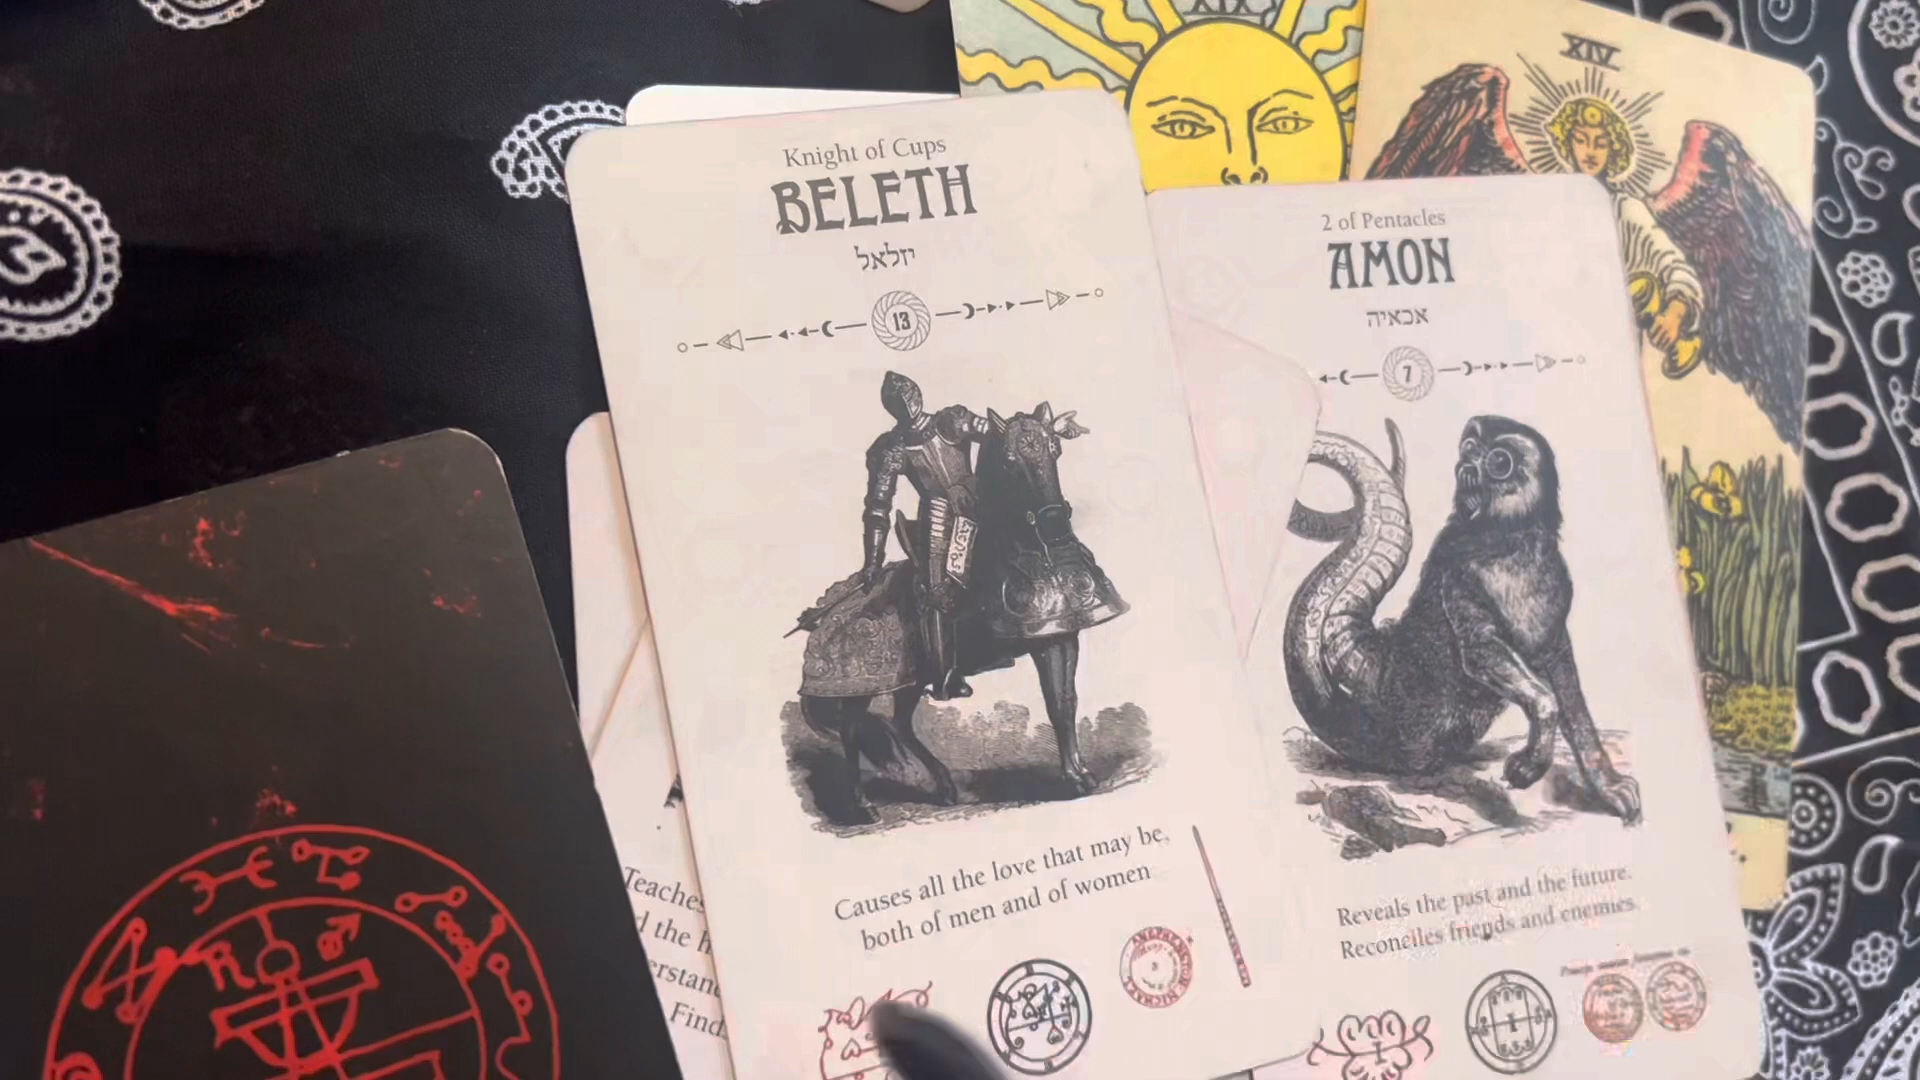 XIX
XIV
Knight of Cups
BELETH
יזלאל
13
Causes all the love that may be,
both of men and of women
2 of Pentacles
AMON
אכאיה
7
Reveals the past and the future.
Reconciles friends and enemies.
Teaches
d the h
erstand
Find